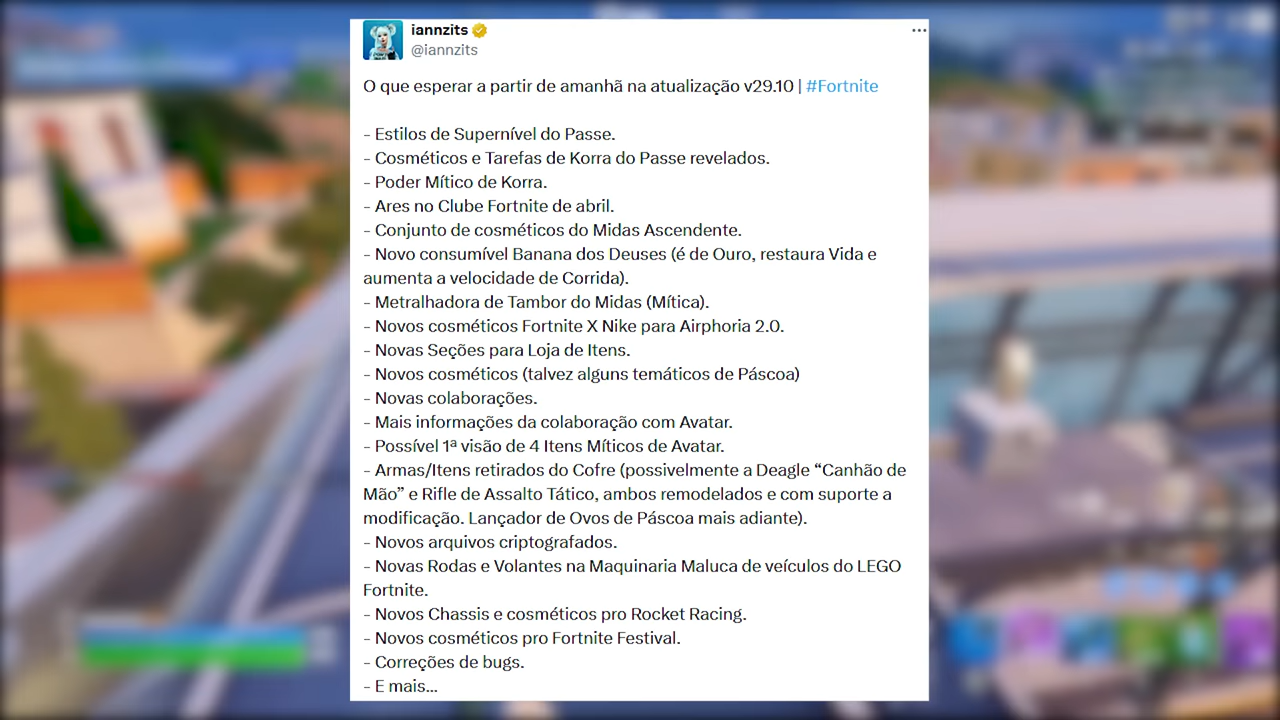 iannzits
@iannzits
O que esperar a partir de amanhã na atualização v29.10 | #Fortnite
- Estilos de Supernível do Passe.
- Cosméticos e Tarefas de Korra do Passe revelados.
- Poder Mítico de Korra.
- Ares no Clube Fortnite de abril.
- Conjunto de cosméticos do Midas Ascendente.
- Novo consumível Banana dos Deuses (é de Ouro, restaura Vida e
aumenta a velocidade de Corrida).
- Metralhadora de Tambor do Midas (Mítica).
- Novos cosméticos Fortnite X Nike para Airphoria 2.0.
- Novas Seções para Loja de Itens.
- Novos cosméticos (talvez alguns temáticos de Páscoa)
- Novas colaborações.
- Mais informações da colaboração com Avatar.
- Possível 1ª visão de 4 Itens Míticos de Avatar.
- Armas/Itens retirados do Cofre (possivelmente a Deagle “Canhão de
Mão” e Rifle de Assalto Tático, ambos remodelados e com suporte a
modificação. Lançador de Ovos de Páscoa mais adiante).
- Novos arquivos criptografados.
- Novas Rodas e Volantes na Maquinaria Maluca de veículos do LEGO
Fortnite.
- Novos Chassis e cosméticos pro Rocket Racing.
- Novos cosméticos pro Fortnite Festival.
- Correções de bugs.
- E mais...